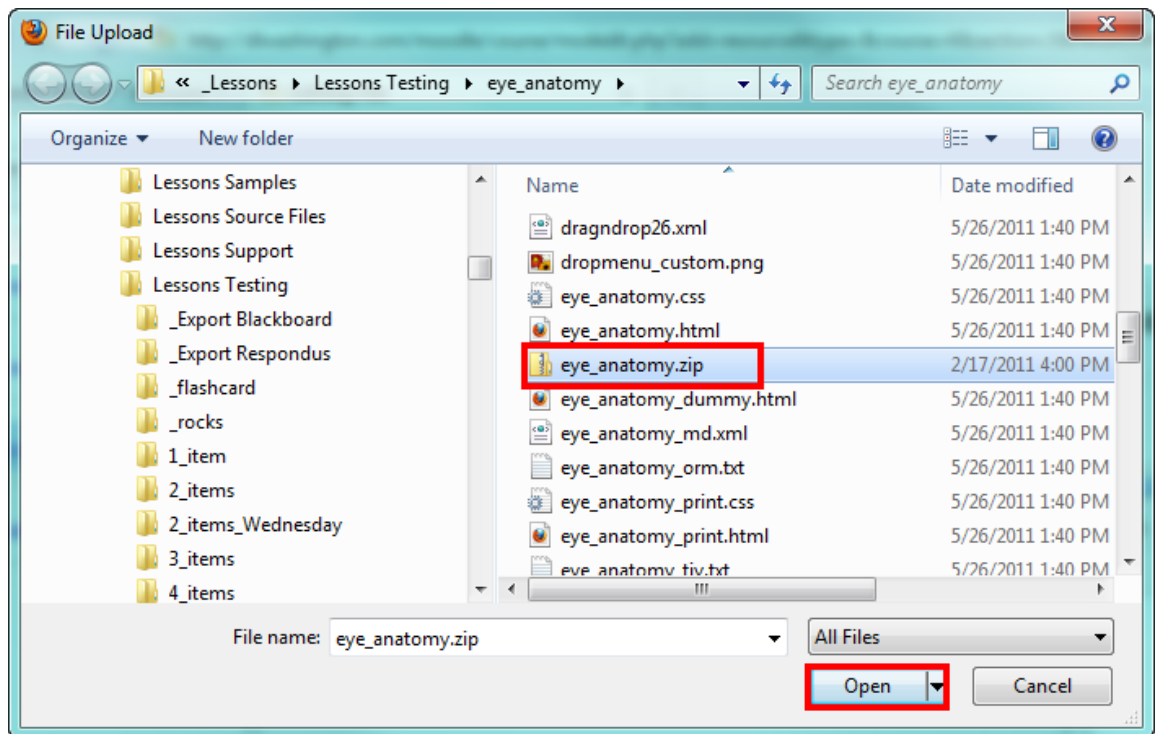 File Upload
« _Lessons Lessons Testing eye_anatomy
Search eye_anatomy
Organize New folder
Lessons Samples
Lessons Source Files
Lessons Support
Lessons Testing
_Export Blackboard
_Export Respondus
_flashcard
_rocks
1_item
2_items
2_items_Wednesday
3_items
4_items
Name Date modified
dragndrop26.xml 5/26/2011 1:40 PM
dropmenu_custom.png 5/26/2011 1:40 PM
eye_anatomy.css 5/26/2011 1:40 PM
eye_anatomy.html 5/26/2011 1:40 PM
eye_anatomy.zip 2/17/2011 4:00 PM
eye_anatomy_dummy.html 5/26/2011 1:40 PM
eye_anatomy_md.xml 5/26/2011 1:40 PM
eye_anatomy_orm.txt 5/26/2011 1:40 PM
eye_anatomy_print.css 5/26/2011 1:40 PM
eye_anatomy_print.html 5/26/2011 1:40 PM
5/26/2011 1:40 PM
File name: eye_anatomy.zip All Files
Open Cancel